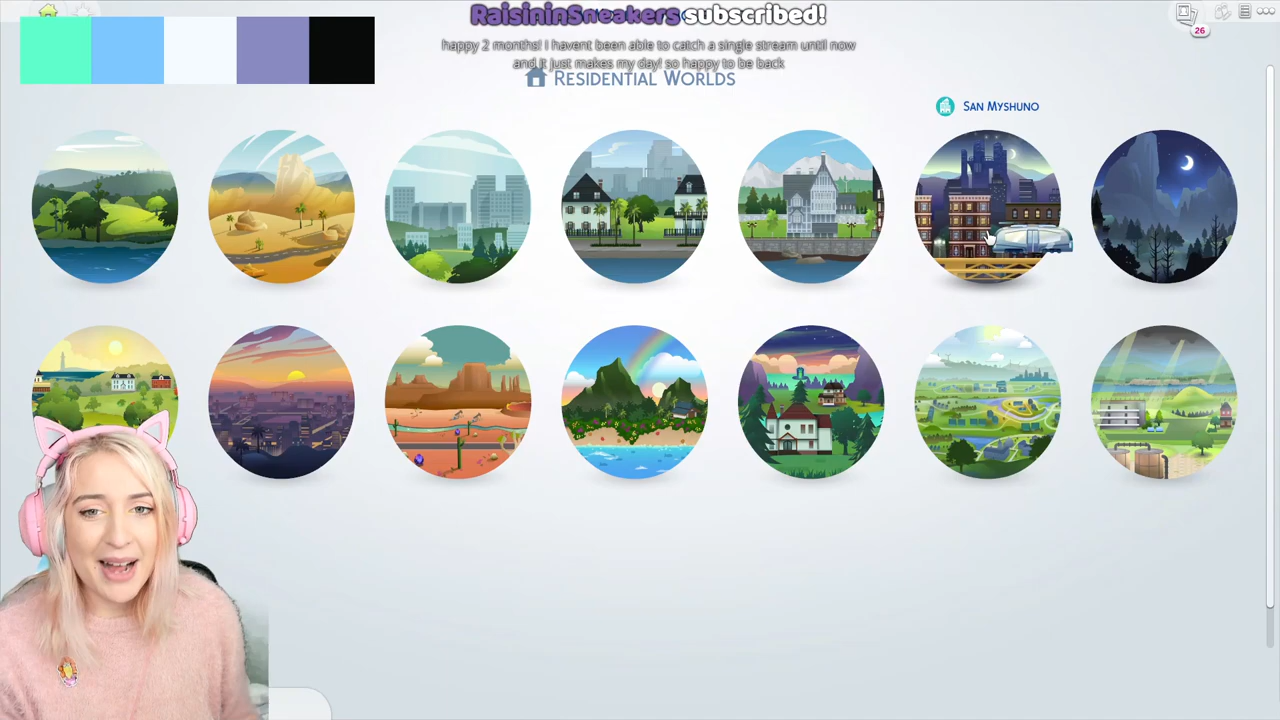 RaisininSneakers subscribed!
happy 2 months! I havent been able to catch a single stream until now
and it just makes my day! so happy to be back
26
RESIDENTIAL WORLDS
SAN MYSHUNO